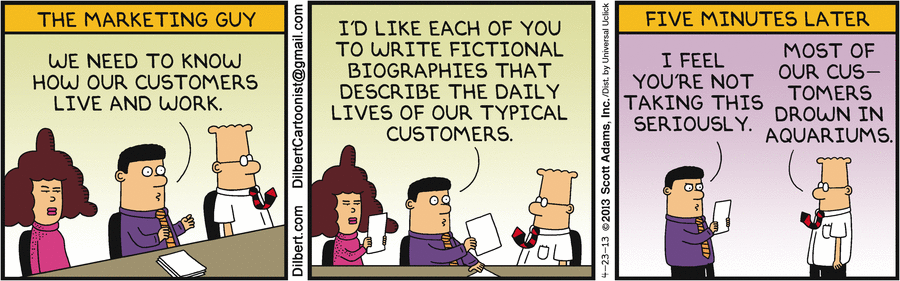 THE MARKETING GUY
WE NEED TO KNOW
HOW OUR CUSTOMERS
LIVE AND WORK.
Dilbert.com DilbertCartoonist@gmail.com
I'D LIKE EACH OF YOU
TO WRITE FICTIONAL
BIOGRAPHIES THAT
DESCRIBE THE DAILY
LIVES OF OUR TYPICAL
CUSTOMERS.
4-23-13 © 2013 Scott Adams, Inc. /Dist. by Universal Uclick
FIVE MINUTES LATER
I FEEL
YOU'RE NOT
TAKING THIS
SERIOUSLY.
MOST OF
OUR CUS-
TOMERS
DROWN IN
AQUARIUMS.